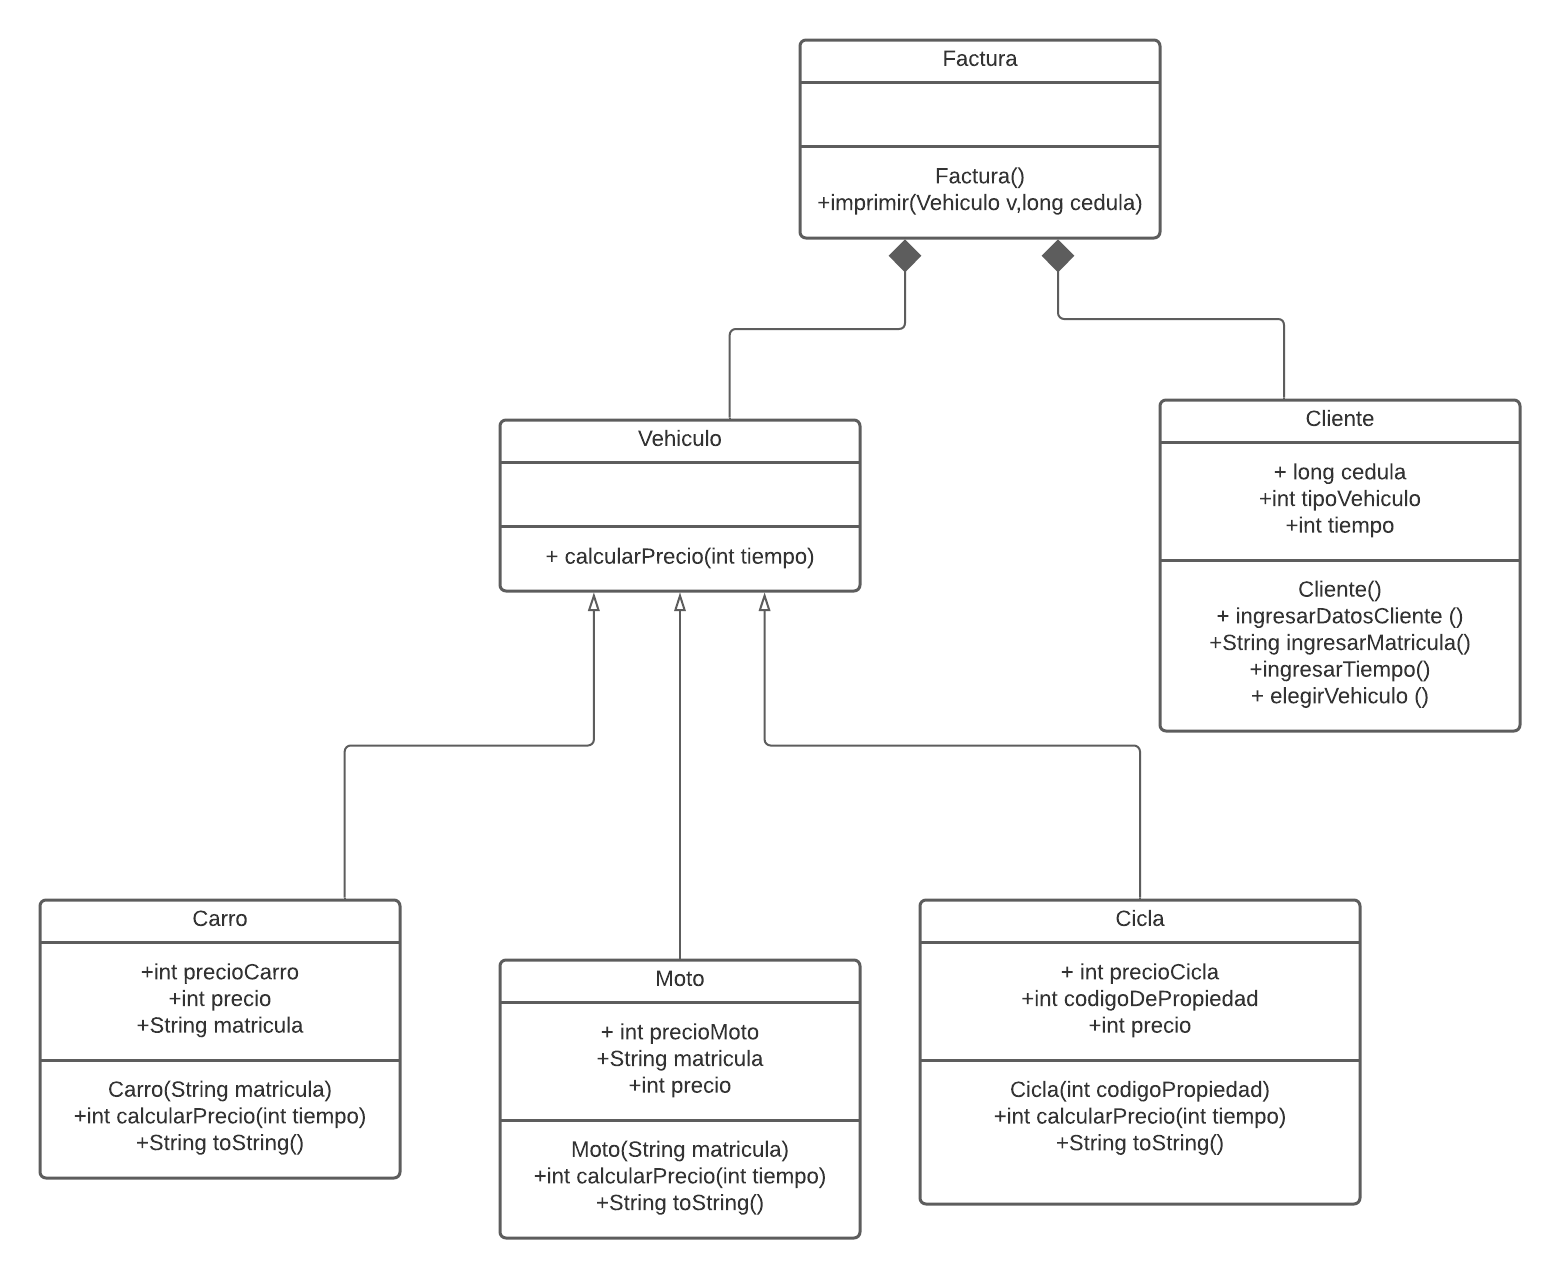 Factura
Factura()
+imprimir(Vehiculo v,long cedula)
Vehiculo
+ calcularPrecio(int tiempo)
Cliente
+ long cedula
+int tipoVehiculo
+int tiempo
Cliente()
+ ingresarDatosCliente ()
+String ingresarMatricula()
+ingresarTiempo()
+ elegirVehiculo ()
Carro
+int precioCarro
+int precio
+String matricula
Carro(String matricula)
+int calcularPrecio(int tiempo)
+String toString()
Moto
+ int precioMoto
+String matricula
+int precio
Moto(String matricula)
+int calcularPrecio(int tiempo)
+String toString()
Cicla
+ int precioCicla
+int codigoDePropiedad
+int precio
Cicla(int codigoPropiedad)
+int calcularPrecio(int tiempo)
+String toString()